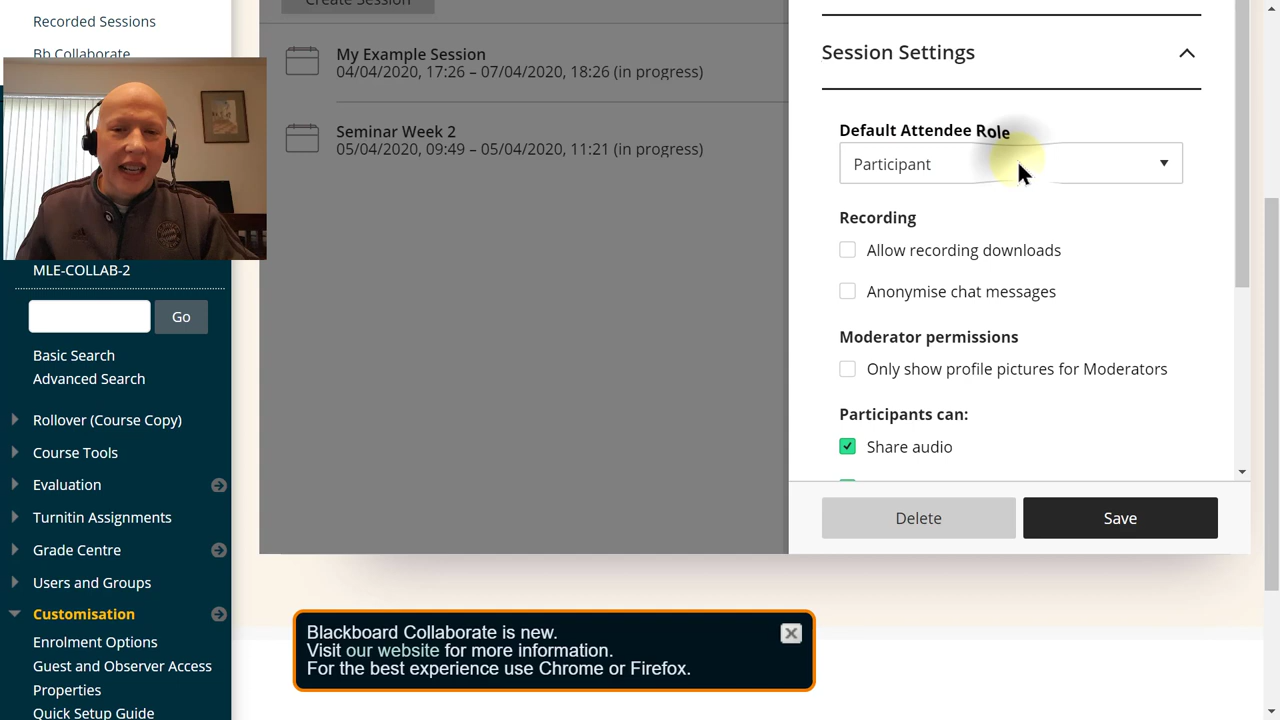 Recorded Sessions
Bb Collaborate
MLE-COLLAB-2
Go
Basic Search
Advanced Search
Rollover (Course Copy)
Course Tools
Evaluation
Turnitin Assignments
Grade Centre
Users and Groups
Customisation
Enrolment Options
Guest and Observer Access
Properties
Quick Setup Guide
Create Session
My Example Session
04/04/2020, 17:26 – 07/04/2020, 18:26 (in progress)
Seminar Week 2
05/04/2020, 09:49 – 05/04/2020, 11:21 (in progress)
Session Settings
Default Attendee Role
Participant
Recording
Allow recording downloads
Anonymise chat messages
Moderator permissions
Only show profile pictures for Moderators
Participants can:
Share audio
Delete
Save
Blackboard Collaborate is new.
Visit our website for more information.
For the best experience use Chrome or Firefox.